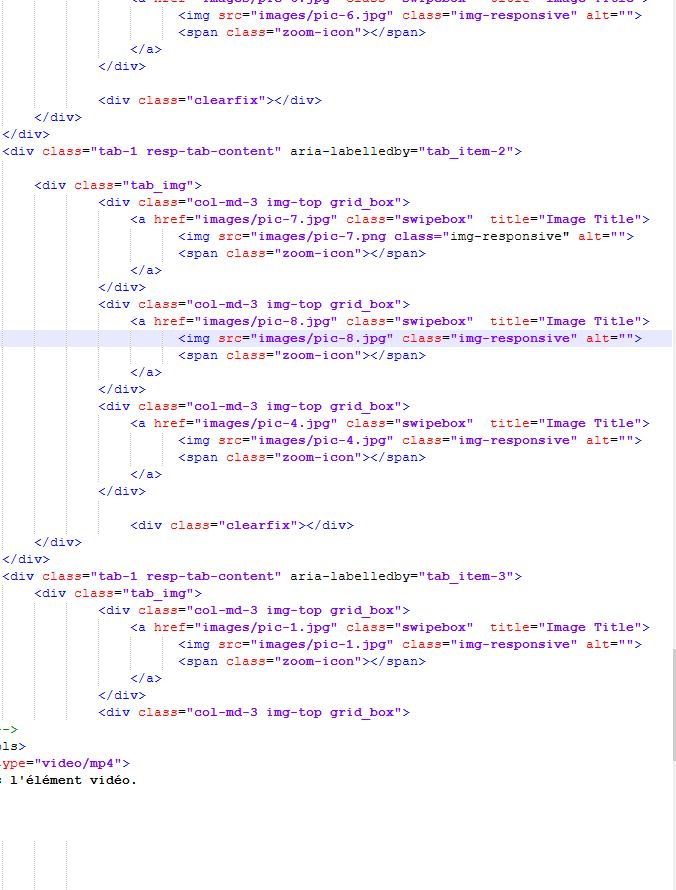 <img src="images/pic-6.jpg" class="img-responsive" alt="">
<span class="zoom-icon"></span>
</a>
</div>
<div class="clearfix"></div>
</div>
</div>
<div class="tab-1 resp-tab-content" aria-labelledby="tab_item-2">
<div class="tab_img">
<div class="col-md-3 img-top grid_box">
<a href="images/pic-7.jpg" class="swipebox"  title="Image Title">
<img src="images/pic-7.png class="img-responsive" alt="">
<span class="zoom-icon"></span>
</a>
</div>
<div class="col-md-3 img-top grid_box">
<a href="images/pic-8.jpg" class="swipebox"  title="Image Title">
<img src="images/pic-8.jpg" class="img-responsive" alt="">
<span class="zoom-icon"></span>
</a>
</div>
<div class="col-md-3 img-top grid_box">
<a href="images/pic-4.jpg" class="swipebox"  title="Image Title">
<img src="images/pic-4.jpg" class="img-responsive" alt="">
<span class="zoom-icon"></span>
</a>
</div>
<div class="clearfix"></div>
</div>
</div>
<div class="tab-1 resp-tab-content" aria-labelledby="tab_item-3">
<div class="tab_img">
<div class="col-md-3 img-top grid_box">
<a href="images/pic-1.jpg" class="swipebox"  title="Image Title">
<img src="images/pic-1.jpg" class="img-responsive" alt="">
<span class="zoom-icon"></span>
</a>
</div>
<div class="col-md-3 img-top grid_box">
-->
ols>
ype="video/mp4">
l'élément vidéo.